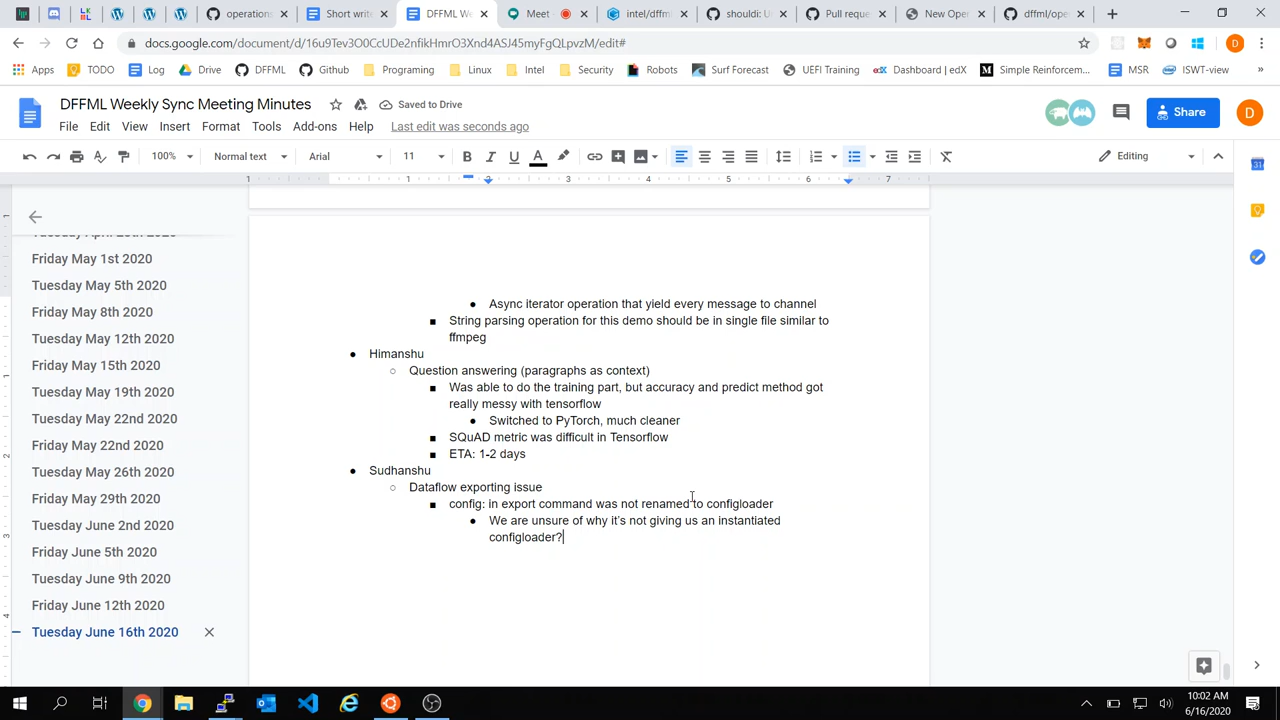 operations
Short write
DFFML We
Meet -
intel/dffm
shouldi: U
Pull reque
New Oper
dffml/ope
docs.google.com/document/d/16u9Tev3O0CcUDe2nfikHmrO3Xnd4ASJ45myFgQLpvzM/edit#
Apps
TODO
Log
Drive
DFFML
Github
Programing
Linux
Intel
Security
Robots
Surf Forecast
UEFI Training
Dashboard | edX
Simple Reinforcem...
MSR
ISWT-view
DFFML Weekly Sync Meeting Minutes
Saved to Drive
Share
D
File Edit View Insert Format Tools Add-ons Help Last edit was seconds ago
100% Normal text Arial 11 Editing
1 1 2 3 4 5 6 7
Friday May 1st 2020
Tuesday May 5th 2020
Friday May 8th 2020
Tuesday May 12th 2020
Friday May 15th 2020
Tuesday May 19th 2020
Tuesday May 22nd 2020
Friday May 22nd 2020
Tuesday May 26th 2020
Friday May 29th 2020
Tuesday June 2nd 2020
Friday June 5th 2020
Tuesday June 9th 2020
Friday June 12th 2020
Tuesday June 16th 2020
● Async iterator operation that yield every message to channel
■ String parsing operation for this demo should be in single file similar to
ffmpeg
● Himanshu
○ Question answering (paragraphs as context)
■ Was able to do the training part, but accuracy and predict method got
really messy with tensorflow
● Switched to PyTorch, much cleaner
■ SQuAD metric was difficult in Tensorflow
■ ETA: 1-2 days
● Sudhanshu
○ Dataflow exporting issue
■ config: in export command was not renamed to configloader
● We are unsure of why it's not giving us an instantiated
configloader?
10:02 AM
6/16/2020